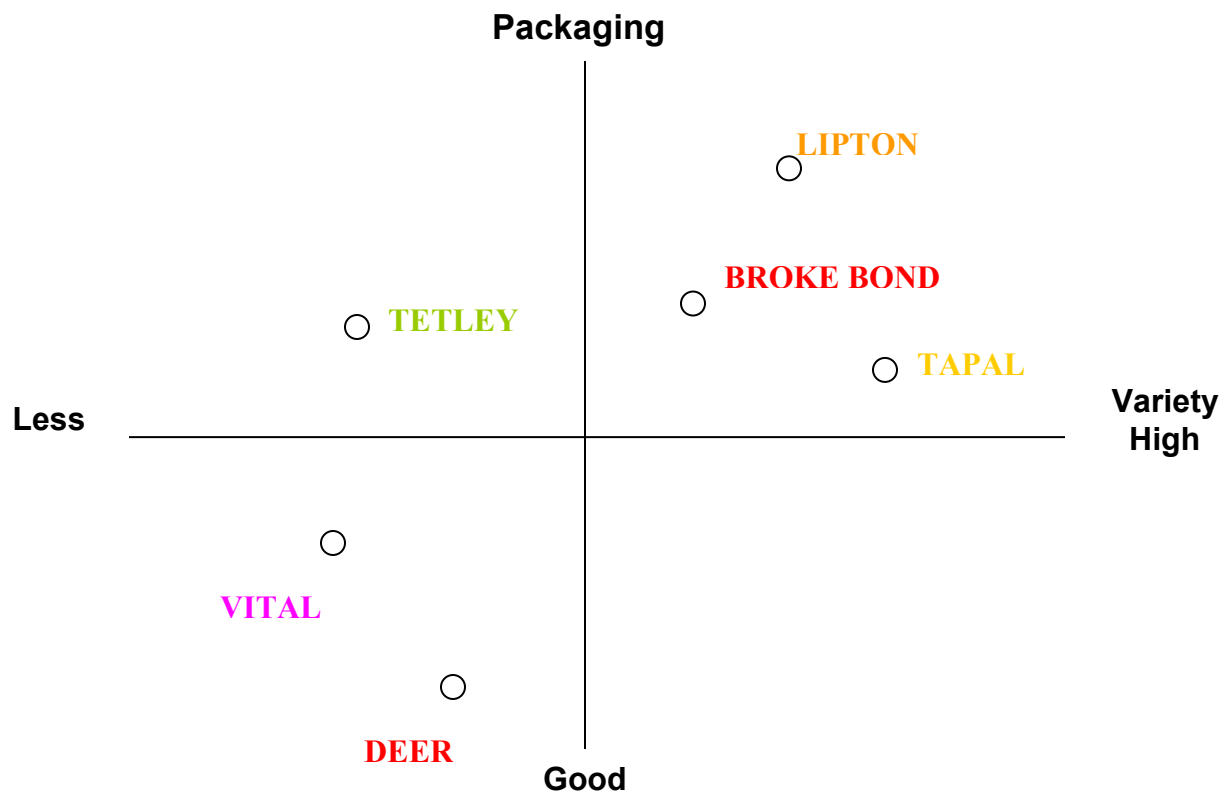 Packaging
LIPTON
BROKE BOND
TETLEY
TAPAL
Less
Variety
High
VITAL
DEER
Good